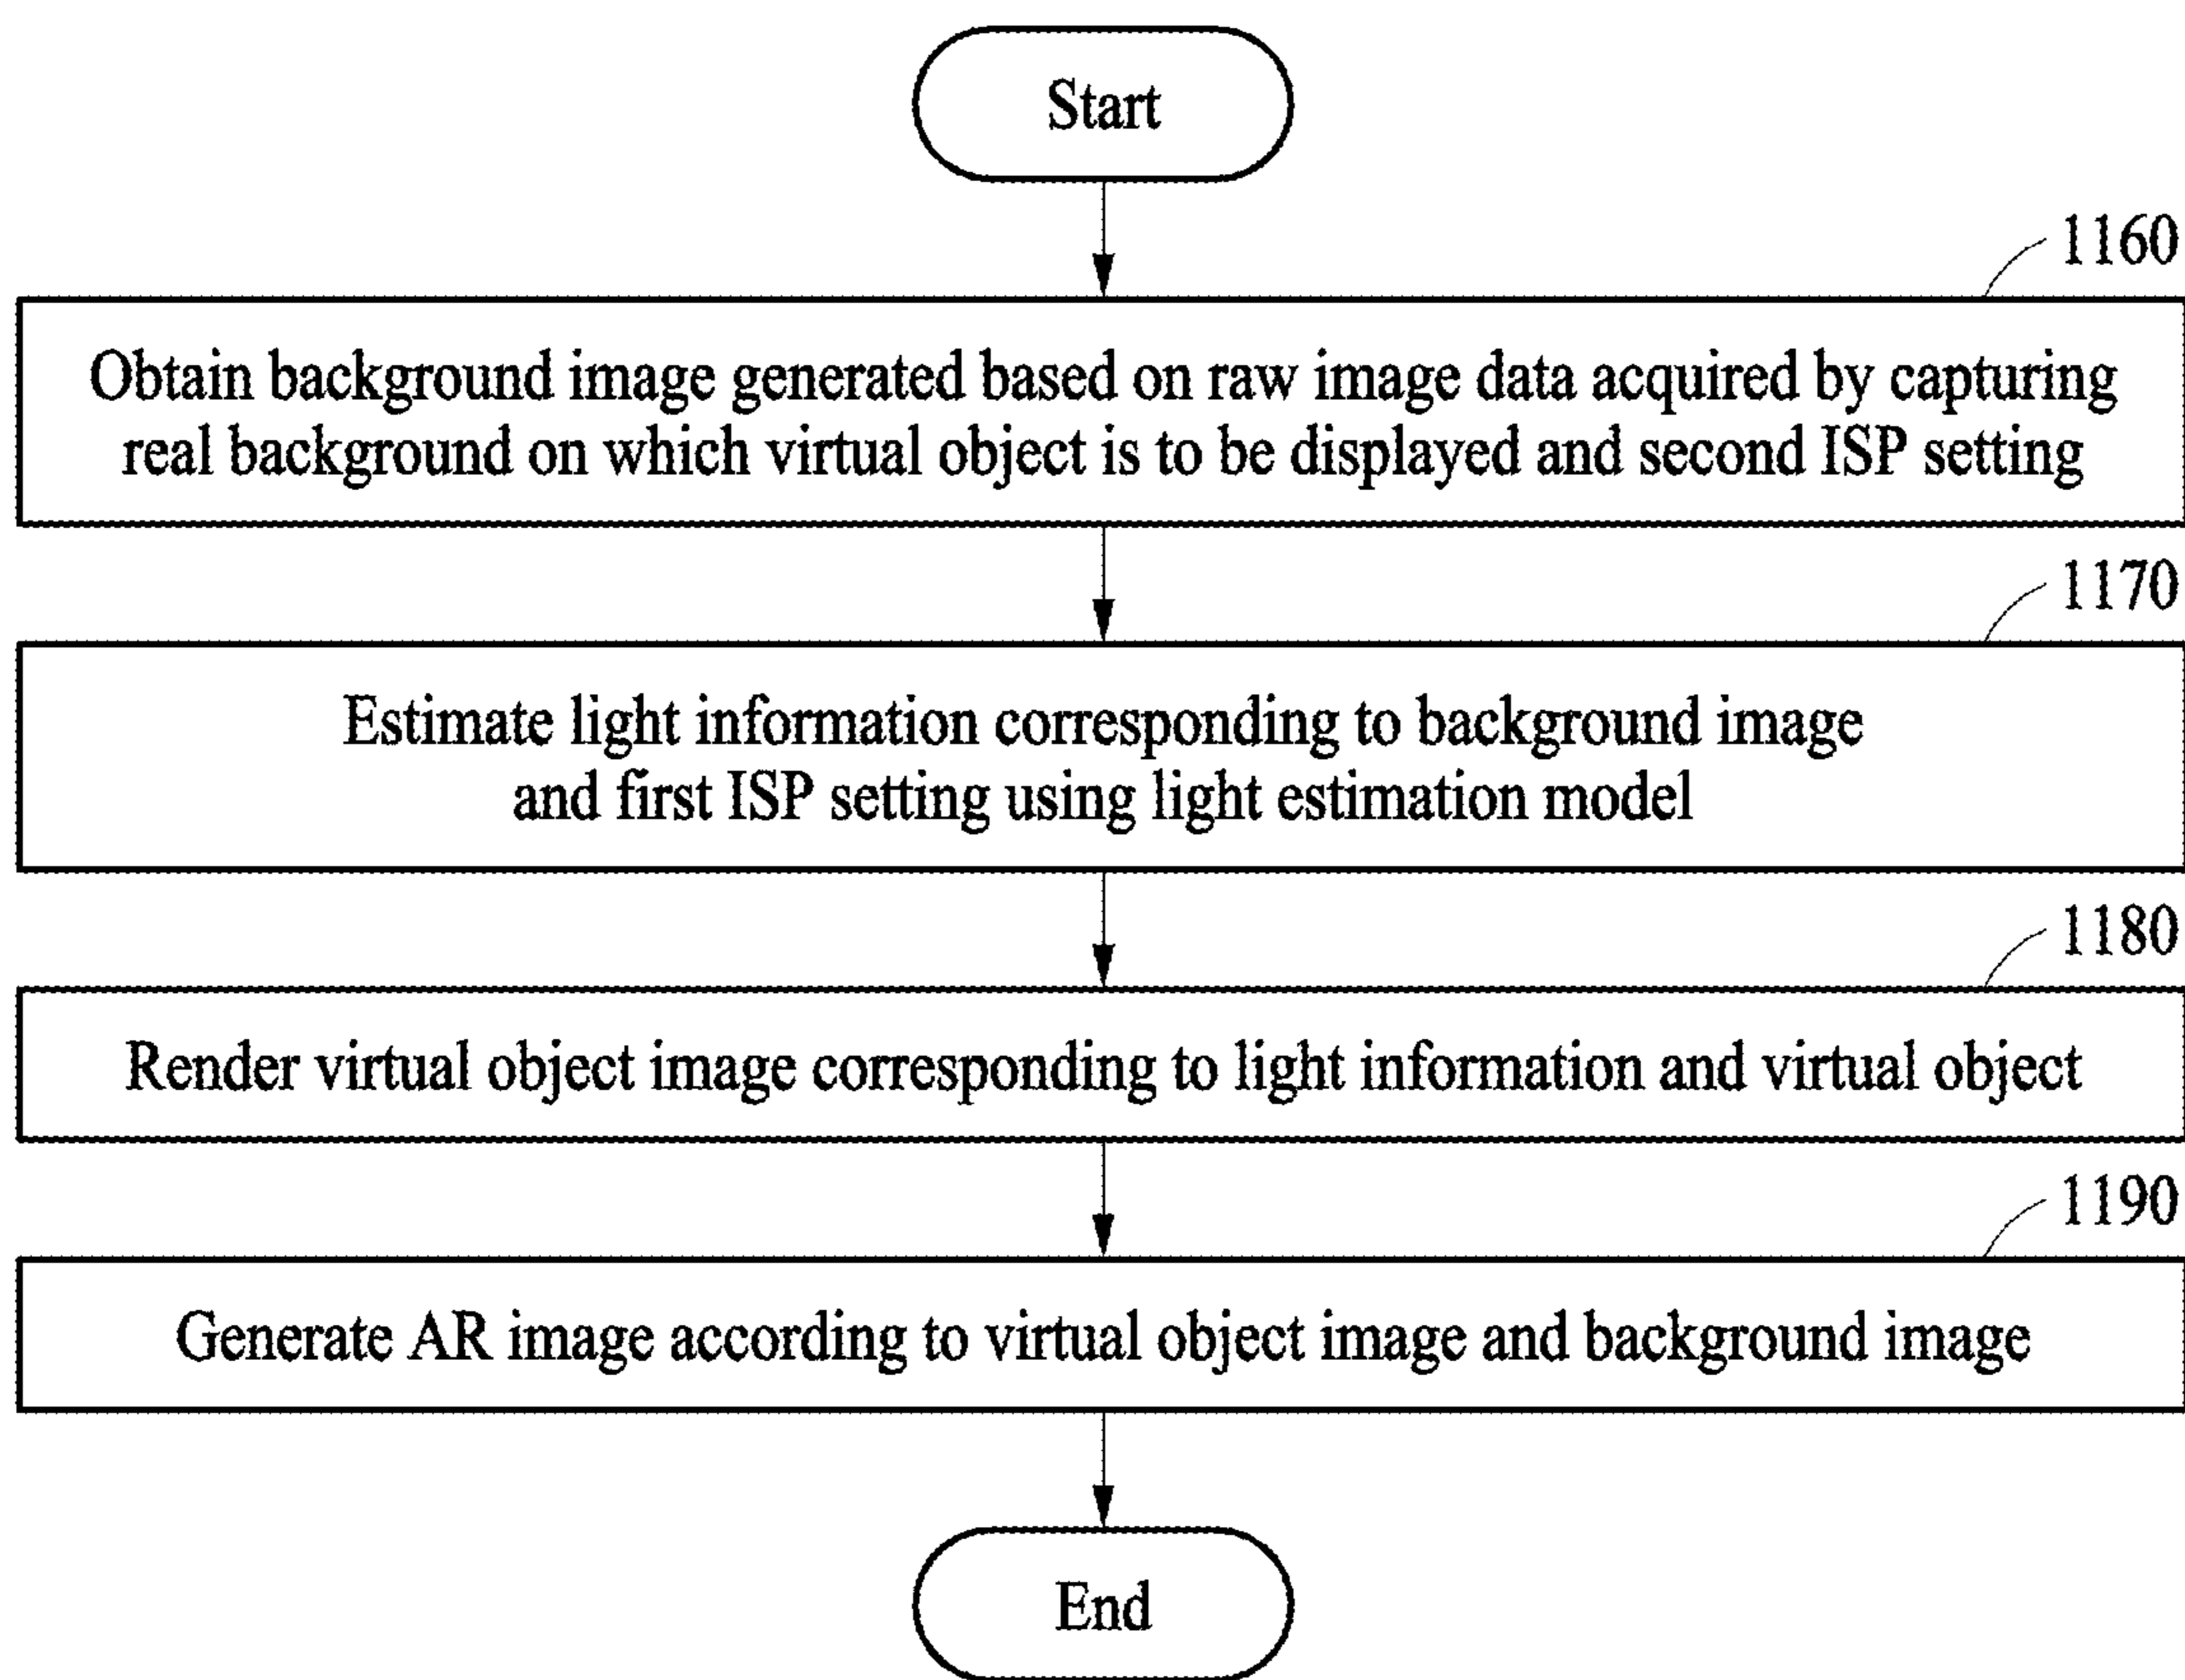 Start
1160
Obtain background image generated based on raw image data acquired by capturing
real background on which virtual object is to be displayed and second ISP setting
1170
Estimate light information corresponding to background image
and first ISP setting using light estimation model
1180
Render virtual object image corresponding to light information and virtual object
1190
Generate AR image according to virtual object image and background image
End